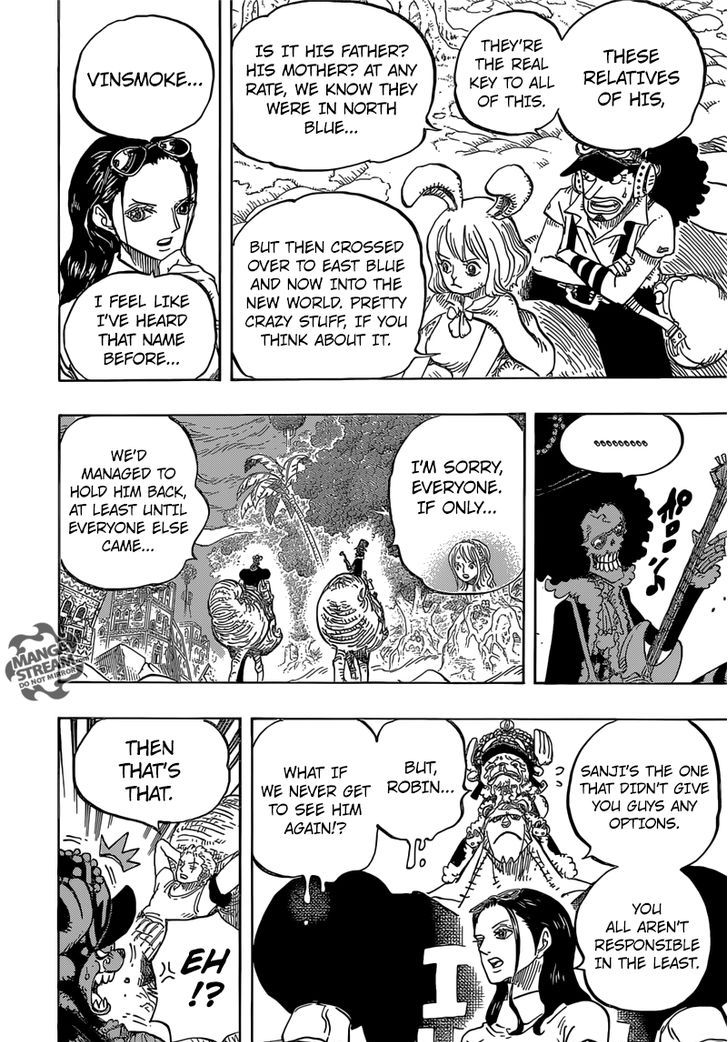 THESE
RELATIVES
OF HIS,
THEY'RE
THE REAL
KEY TO ALL
OF THIS.
IS IT HIS FATHER?
HIS MOTHER? AT ANY
RATE, WE KNOW THEY
WERE IN NORTH
BLUE...
BUT THEN CROSSED
OVER TO EAST BLUE
AND NOW INTO THE
NEW WORLD. PRETTY
CRAZY STUFF, IF YOU
THINK ABOUT IT.
VINSMOKE...
I FEEL LIKE
I'VE HEARD
THAT NAME
BEFORE...
..........
ポロロン♪
I'M SORRY,
EVERYONE.
IF ONLY...
WE'D
MANAGED TO
HOLD HIM BACK,
AT LEAST UNTIL
EVERYONE ELSE
CAME...
MANGA
STREAM
DO NOT MIRROR
SANJI'S THE ONE
THAT DIDN'T GIVE
YOU GUYS ANY
OPTIONS.
YOU
ALL AREN'T
RESPONSIBLE
IN THE LEAST.
BUT,
ROBIN...
WHAT IF
WE NEVER GET
TO SEE HIM
AGAIN!?
THEN
THAT'S
THAT.
EH
!?